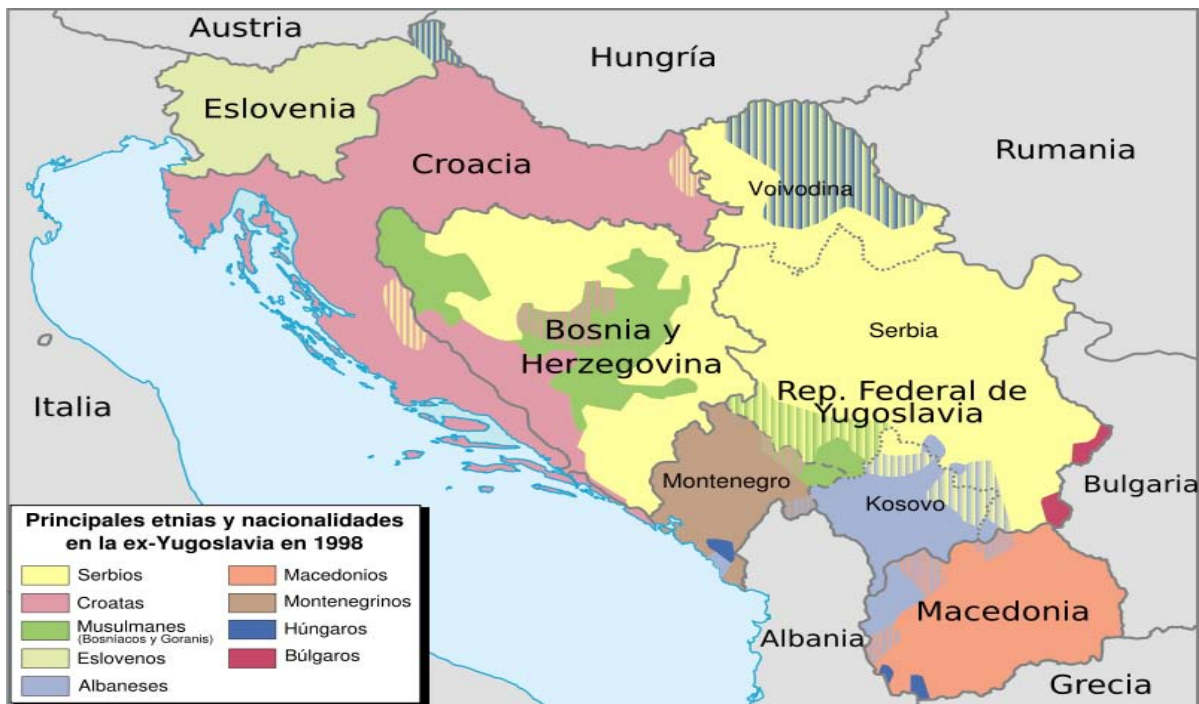 Austria
Hungría
Eslovenia
Croacia
Rumania
Voivodina
Bosnia y
Herzegovina
Serbia
Rep. Federal de
Yugoslavia
Italia
Montenegro
Kosovo
Bulgaria
Macedonia
Albania
Grecia
Principales etnias y nacionalidades
en la ex-Yugoslavia en 1998
Serbios
Croatas
Musulmanes
(Bosníacos y Goranis)
Eslovenos
Albaneses
Macedonios
Montenegrinos
Húngaros
Búlgaros